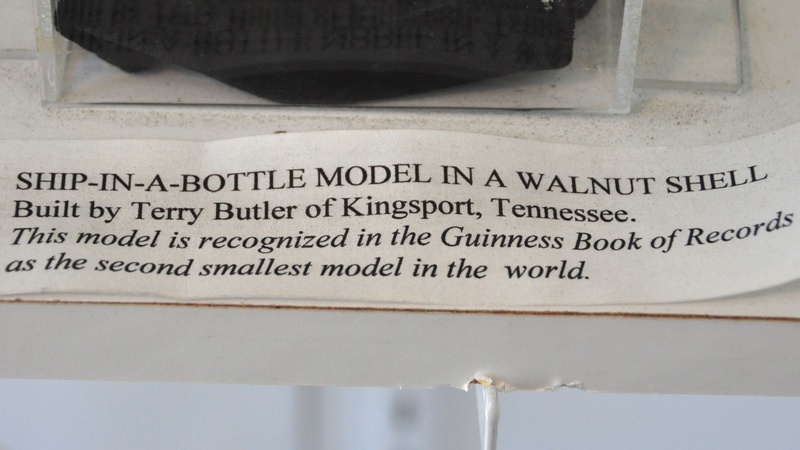 SHIP-IN-A-BOTTLE MODEL IN A WALNUT SHELL
Built by Terry Butler of Kingsport, Tennessee.
This model is recognized in the Guinness Book of Records
as the second smallest model in the world.